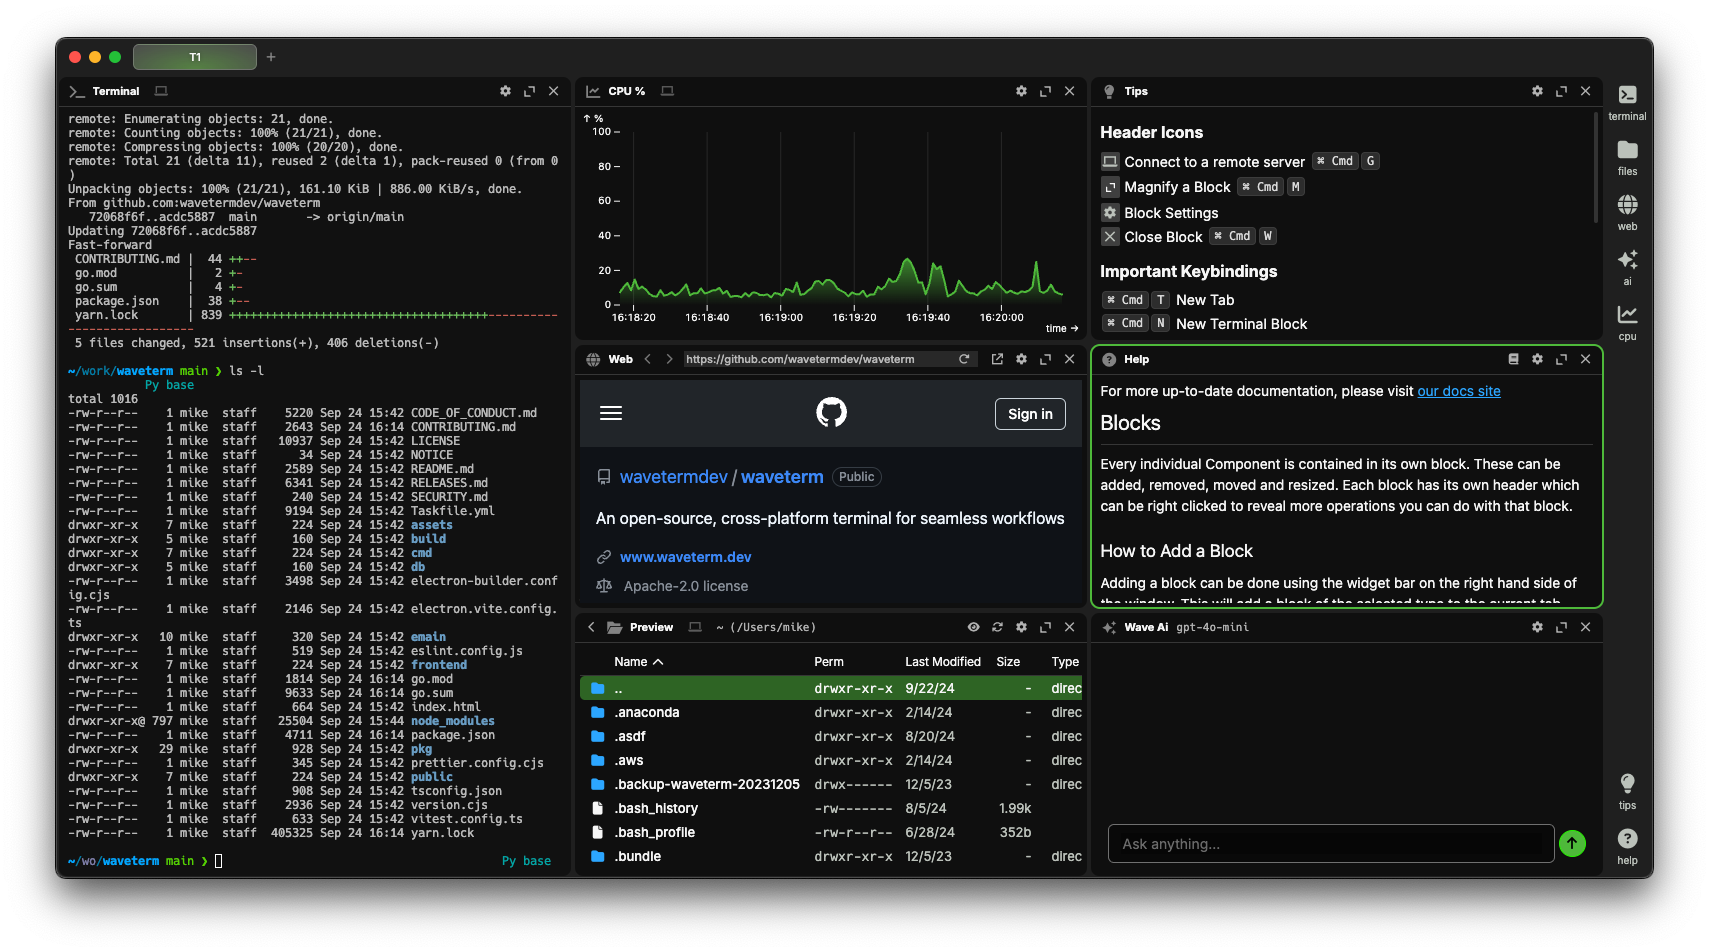 T1
Terminal
remote: Enumerating objects: 21, done.
remote: Counting objects: 100% (21/21), done.
remote: Compressing objects: 100% (20/20), done.
remote: Total 21 (delta 11), reused 2 (delta 1), pack-reused 0 (from 0
)
Unpacking objects: 100% (21/21), 161.10 KiB | 886.00 KiB/s, done.
From github.com:wavetermdev/waveterm
72068f6f..acdc5887  main       -> origin/main
Updating 72068f6f..acdc5887
Fast-forward
CONTRIBUTING.md |  44 ++--
go.mod          |   2 +-
go.sum          |   4 +-
package.json    |  38 +--
yarn.lock       | 839 +++++++++++++++++++++++++++++++++++++----------
------------------
5 files changed, 521 insertions(+), 406 deletions(-)
~/work/waveterm main ❯ ls -l
Py base
total 1016
-rw-r--r--    1 mike  staff    5220 Sep 24 15:42 CODE_OF_CONDUCT.md
-rw-r--r--    1 mike  staff    2643 Sep 24 16:14 CONTRIBUTING.md
-rw-r--r--    1 mike  staff   10937 Sep 24 15:42 LICENSE
-rw-r--r--    1 mike  staff      34 Sep 24 15:42 NOTICE
-rw-r--r--    1 mike  staff    2589 Sep 24 15:42 README.md
-rw-r--r--    1 mike  staff    6341 Sep 24 15:42 RELEASES.md
-rw-r--r--    1 mike  staff     240 Sep 24 15:42 SECURITY.md
-rw-r--r--    1 mike  staff    9194 Sep 24 15:42 Taskfile.yml
drwxr-xr-x    7 mike  staff     224 Sep 24 15:42 assets
drwxr-xr-x    5 mike  staff     160 Sep 24 15:42 build
drwxr-xr-x    7 mike  staff     224 Sep 24 15:42 cmd
drwxr-xr-x    5 mike  staff     160 Sep 24 15:42 db
-rw-r--r--    1 mike  staff    3498 Sep 24 15:42 electron-builder.conf
ig.cjs
-rw-r--r--    1 mike  staff    2146 Sep 24 15:42 electron.vite.config.
ts
drwxr-xr-x   10 mike  staff     320 Sep 24 15:42 emain
-rw-r--r--    1 mike  staff     519 Sep 24 15:42 eslint.config.js
drwxr-xr-x    7 mike  staff     224 Sep 24 15:42 frontend
-rw-r--r--    1 mike  staff    1814 Sep 24 16:14 go.mod
-rw-r--r--    1 mike  staff    9633 Sep 24 16:14 go.sum
-rw-r--r--    1 mike  staff     664 Sep 24 15:42 index.html
drwxr-xr-x@ 797 mike  staff   25504 Sep 24 15:44 node_modules
-rw-r--r--    1 mike  staff    4711 Sep 24 16:14 package.json
drwxr-xr-x   29 mike  staff     928 Sep 24 15:42 pkg
-rw-r--r--    1 mike  staff     345 Sep 24 15:42 prettier.config.cjs
drwxr-xr-x    7 mike  staff     224 Sep 24 15:42 public
-rw-r--r--    1 mike  staff     908 Sep 24 15:42 tsconfig.json
-rw-r--r--    1 mike  staff    2936 Sep 24 15:42 version.cjs
-rw-r--r--    1 mike  staff     633 Sep 24 15:42 vitest.config.ts
-rw-r--r--    1 mike  staff  405325 Sep 24 16:14 yarn.lock
~/wo/waveterm main ❯ Py base
CPU %
↑ %
100
80
60
40
20
0
16:18:20 16:18:40 16:19:00 16:19:20 16:19:40 16:20:00
time →
Web https://github.com/wavetermdev/waveterm
Sign in
wavetermdev / waveterm Public
An open-source, cross-platform terminal for seamless workflows
www.waveterm.dev
Apache-2.0 license
Preview ~ (/Users/mike)
Name Perm Last Modified Size Type
.. drwxr-xr-x 9/22/24 - direc
.anaconda drwxr-xr-x 2/14/24 - direc
.asdf drwxr-xr-x 8/20/24 - direc
.aws drwxr-xr-x 2/14/24 - direc
.backup-waveterm-20231205 drwx------ 12/5/23 - direc
.bash_history -rw------- 8/5/24 1.99k
.bash_profile -rw-r--r-- 6/28/24 352b
.bundle drwxr-xr-x 12/5/23 - direc
Tips
Header Icons
Connect to a remote server ⌘ Cmd G
Magnify a Block ⌘ Cmd M
Block Settings
Close Block ⌘ Cmd W
Important Keybindings
⌘ Cmd T New Tab
⌘ Cmd N New Terminal Block
Help
For more up-to-date documentation, please visit our docs site
Blocks
Every individual Component is contained in its own block. These can be
added, removed, moved and resized. Each block has its own header which
can be right clicked to reveal more operations you can do with that block.
How to Add a Block
Adding a block can be done using the widget bar on the right hand side of
the window. This will add a block of the selected type to the current tab.
Wave Ai gpt-4o-mini
Ask anything...
terminal
files
web
ai
cpu
tips
help